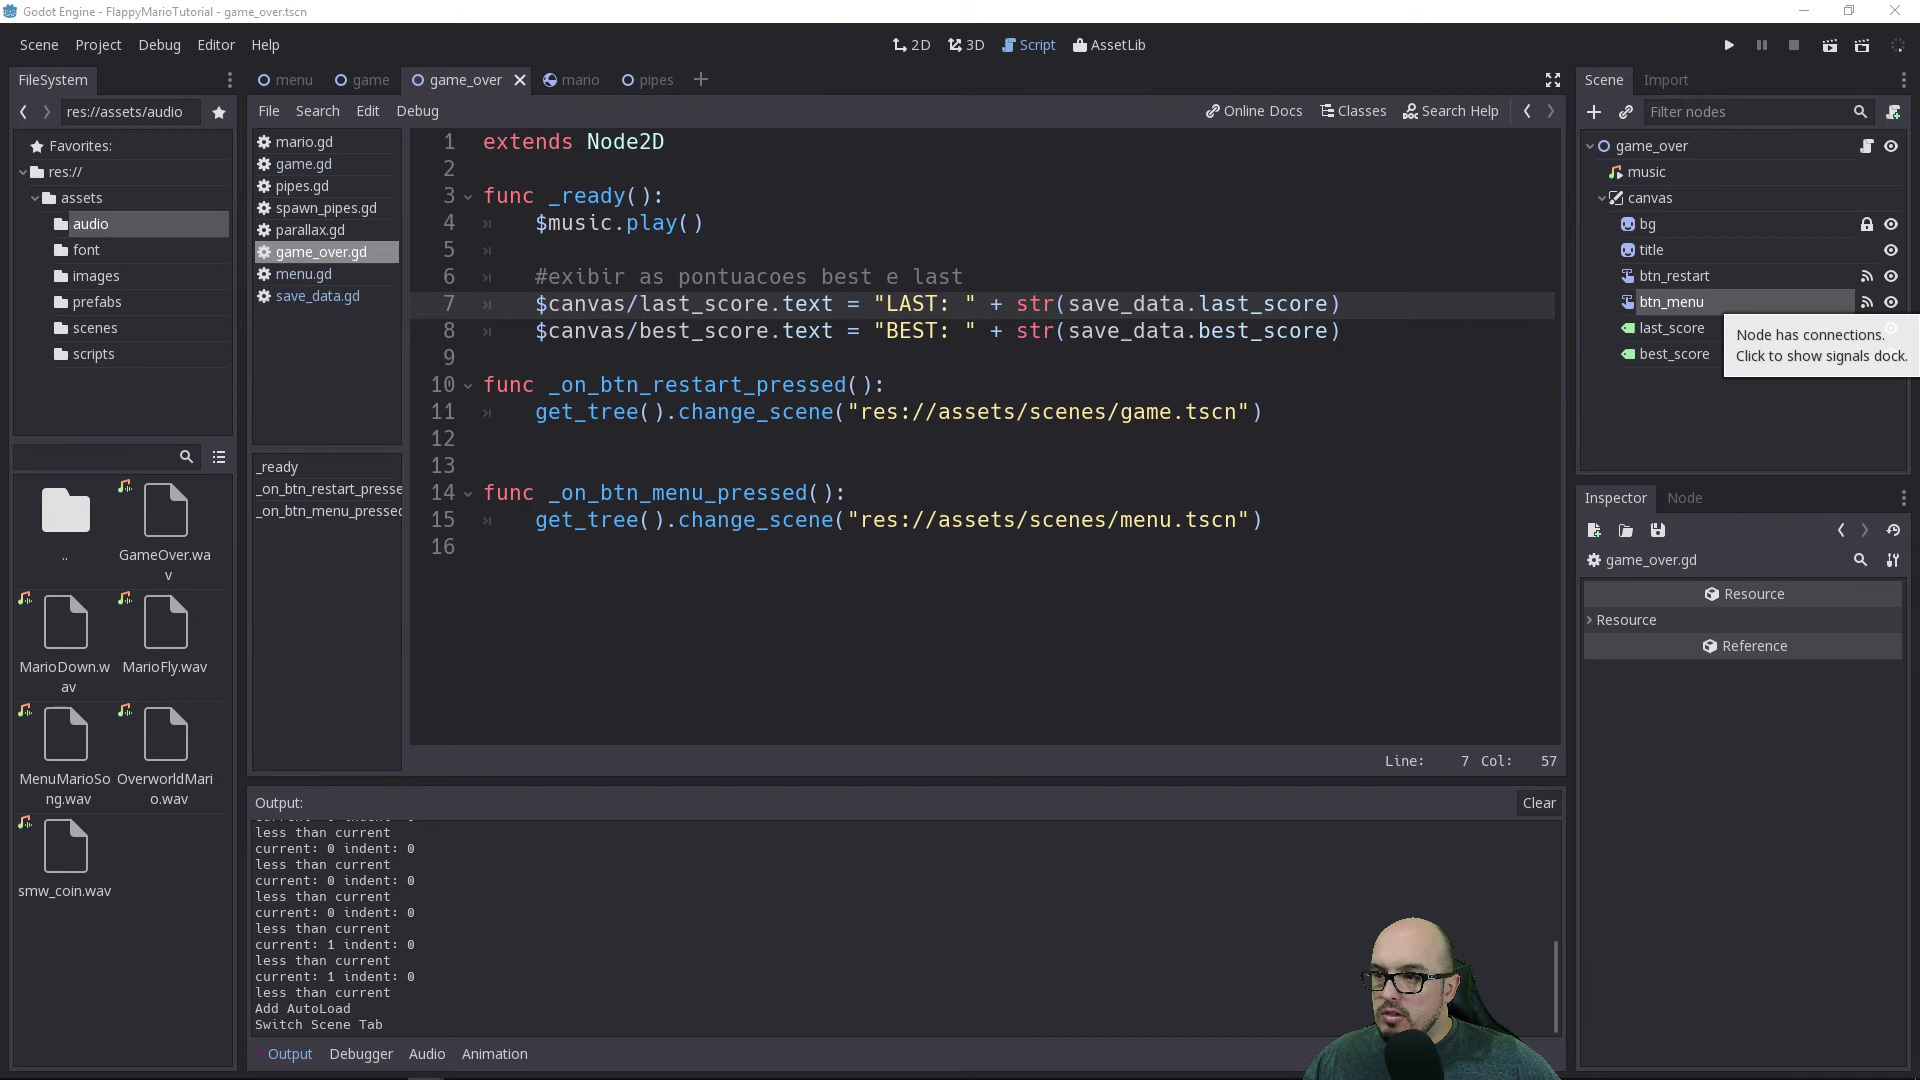 Godot Engine - FlappyMarioTutorial - game_over.tscn
Scene Project Debug Editor Help
2D 3D Script AssetLib
FileSystem
res://assets/audio
Favorites:
res://
assets
audio
font
images
prefabs
scenes
scripts
..
GameOver.wa
v
MarioDown.w
av
MarioFly.wav
MenuMarioSo
ng.wav
OverworldMari
o.wav
smw_coin.wav
menu game game_over mario pipes
File Search Edit Debug
Online Docs Classes Search Help
mario.gd
game.gd
pipes.gd
spawn_pipes.gd
parallax.gd
game_over.gd
menu.gd
save_data.gd
_ready
_on_btn_restart_presse
_on_btn_menu_pressed
1 extends Node2D
2
3 func _ready():
4 $music.play()
5
6 #exibir as pontuacoes best e last
7 $canvas/last_score.text = "LAST: " + str(save_data.last_score)
8 $canvas/best_score.text = "BEST: " + str(save_data.best_score)
9
10 func _on_btn_restart_pressed():
11 get_tree().change_scene("res://assets/scenes/game.tscn")
12
13
14 func _on_btn_menu_pressed():
15 get_tree().change_scene("res://assets/scenes/menu.tscn")
16
Line: 7 Col: 57
Output:
Clear
less than current
current: 0 indent: 0
less than current
current: 0 indent: 0
less than current
current: 0 indent: 0
less than current
current: 1 indent: 0
less than current
current: 1 indent: 0
less than current
Add AutoLoad
Switch Scene Tab
Output Debugger Audio Animation
Scene Import
Filter nodes
game_over
music
canvas
bg
title
btn_restart
btn_menu
last_score
best_score
Node has connections.
Click to show signals dock.
Inspector Node
game_over.gd
Resource
Resource
Reference